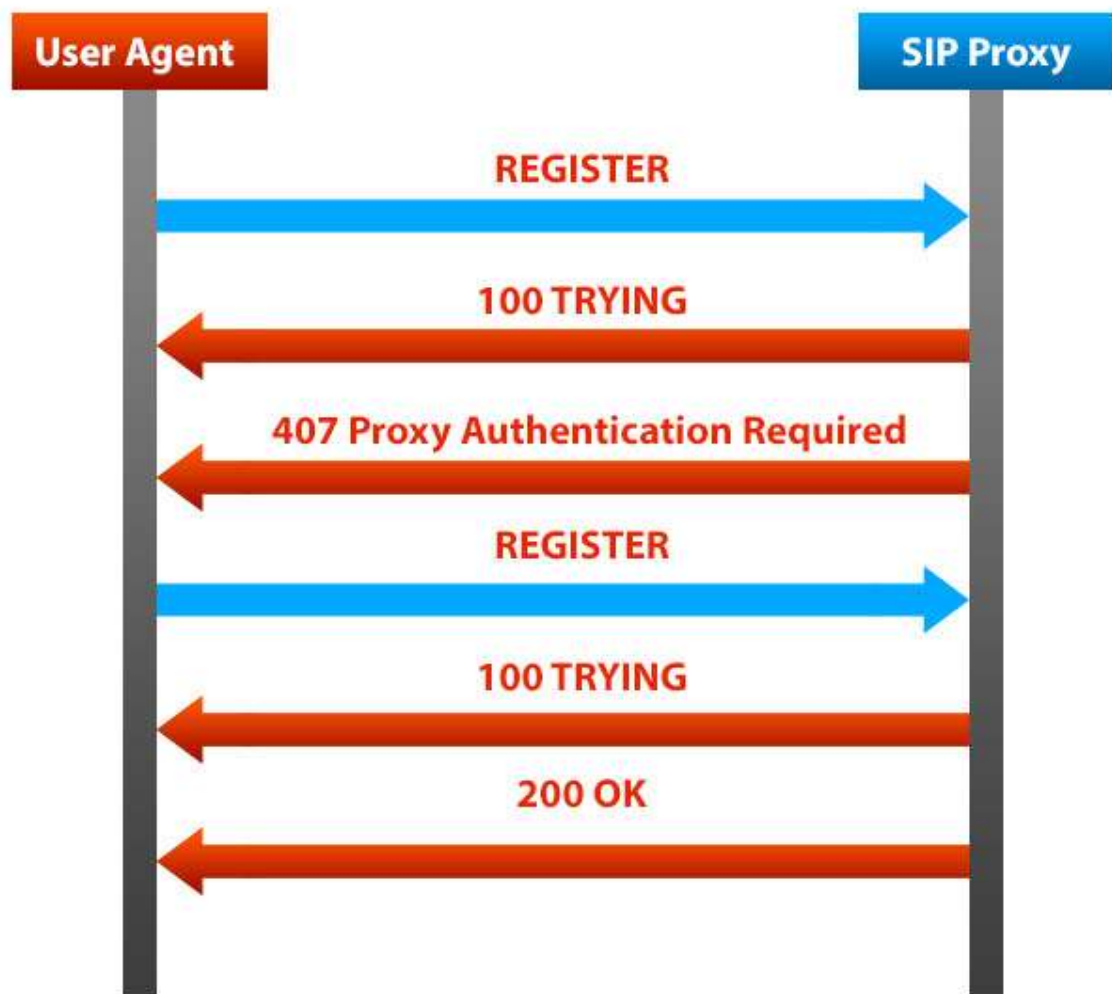 User Agent
SIP Proxy
REGISTER
100 TRYING
407 Proxy Authentication Required
REGISTER
100 TRYING
200 OK